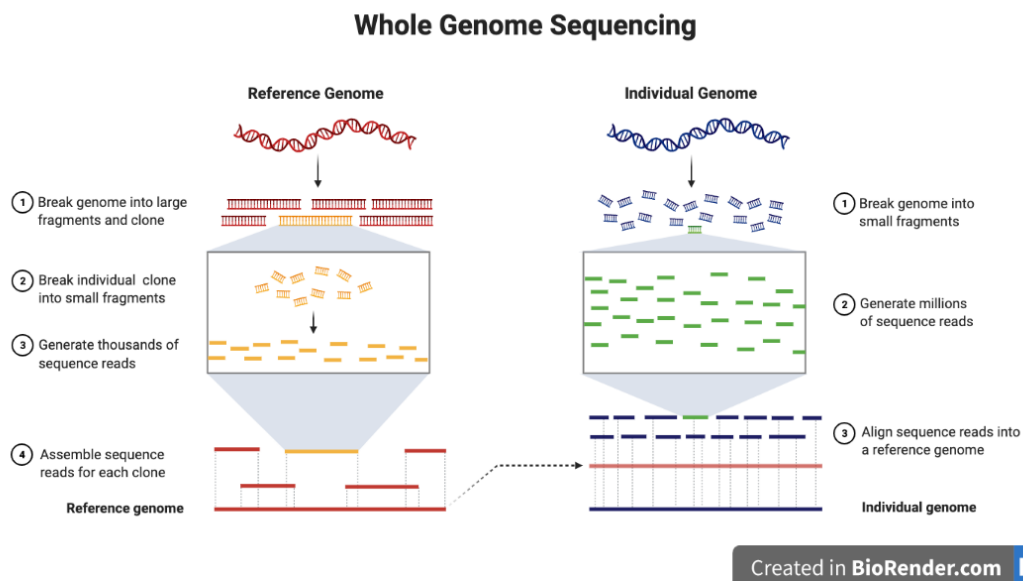 Whole Genome Sequencing
Reference Genome
1 Break genome into large
fragments and clone
2 Break individual clone
into small fragments
3 Generate thousands of
sequence reads
4 Assemble sequence
reads for each clone
Reference genome
Individual Genome
1 Break genome into
small fragments
2 Generate millions
of sequence reads
3 Align sequence reads into
a reference genome
Individual genome
Created in BioRender.com